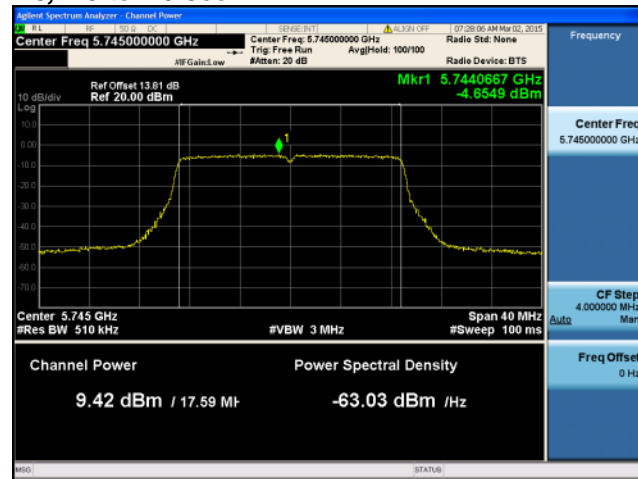 Agilent Spectrum Analyzer - Channel Power
RL RF 50 Ω DC SENSE:INT ALIGN OFF 07:28:06 AM Mar 02, 2015
Center Freq 5.745000000 GHz
Center Freq: 5.745000000 GHz
Radio Std: None
Trig: Free Run Avg|Hold: 100/100
#IFGain:Low #Atten: 20 dB Radio Device: BTS
Ref Offset 13.81 dB
Ref 20.00 dBm
10 dB/div
Log
Mkr1 5.7440667 GHz
-4.6549 dBm
10.0
0.00
-10.0
-20.0
-30.0
-40.0
-50.0
-60.0
-70.0
1
Center 5.745 GHz Span 40 MHz
#Res BW 510 kHz #VBW 3 MHz #Sweep 100 ms
Channel Power Power Spectral Density
9.42 dBm / 17.59 MH -63.03 dBm /Hz
MSG STATUS
Frequency
Center Freq
5.745000000 GHz
CF Step
4.000000 MHz
Auto Man
Freq Offset
0 Hz